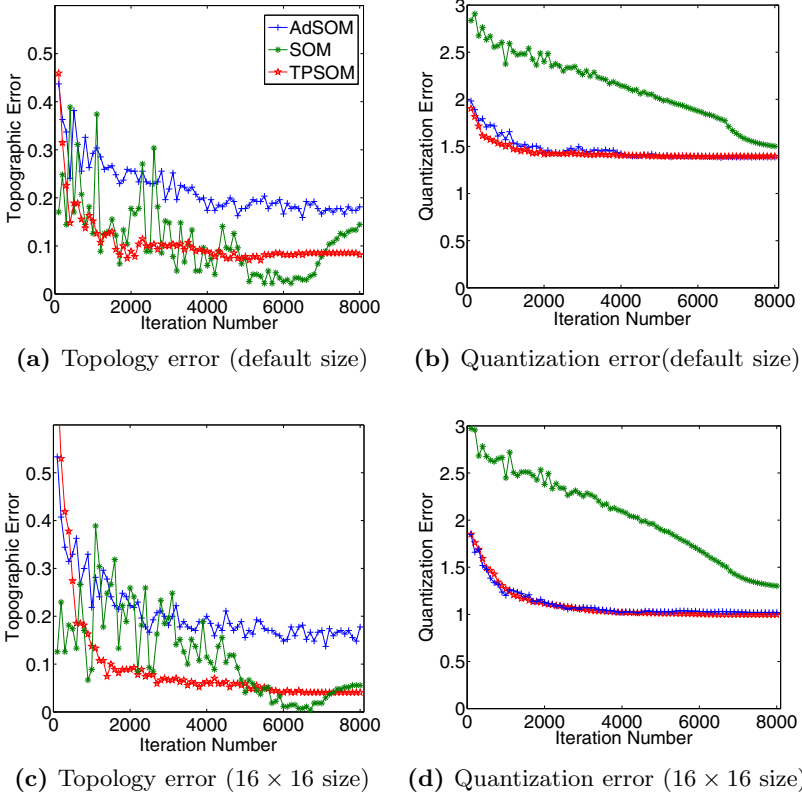 0.6
0.5
0.4
0.3
0.2
0.1
0
Topographic Error
AdSOM
SOM
TPSOM
0 2000 4000 6000 8000
Iteration Number
(a) Topology error (default size)
3
2.5
2
1.5
1
0.5
0
Quantization Error
0 2000 4000 6000 8000
Iteration Number
(b) Quantization error(default size)
0.5
0.4
0.3
0.2
0.1
0
Topographic Error
0 2000 4000 6000 8000
Iteration Number
(c) Topology error (16 × 16 size)
3
2.5
2
1.5
1
0.5
0
Quantization Error
0 2000 4000 6000 8000
Iteration Number
(d) Quantization error (16 × 16 size)